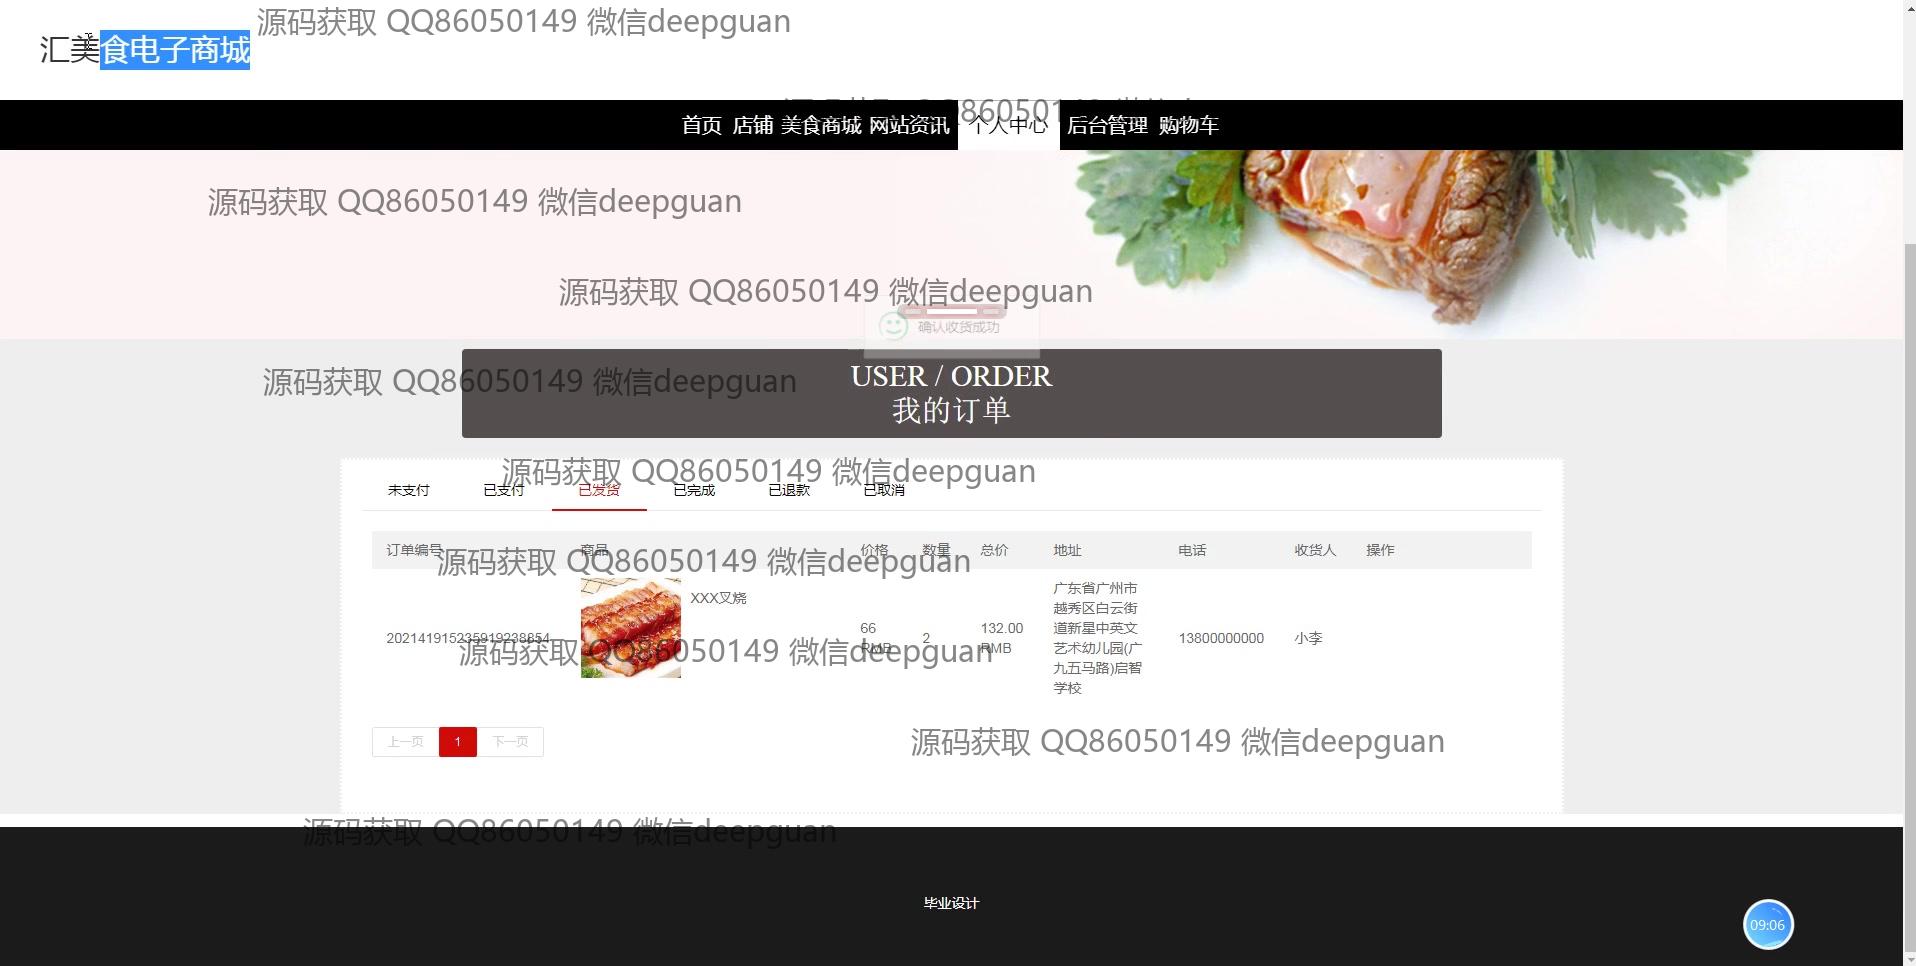 源码获取 QQ86050149 微信deepguan
汇美食电子商城
首页 店铺 美食商城 网站资讯 个人中心 后台管理 购物车
源码获取 QQ86050149 微信deepguan
源码获取 QQ86050149 微信deepguan
确认收货成功
源码获取 QQ86050149 微信deepguan
USER / ORDER
我的订单
源码获取 QQ86050149 微信deepguan
未支付 已支付 已发货 已完成 已退款 已取消
订单编号 商品 价格 数量 总价 地址 电话 收货人 操作
源码获取 QQ86050149 微信deepguan
XXX叉烧
66
RMB
2
132.00
RMB
广东省广州市
越秀区白云街
道新星中英文
艺术幼儿园(广
九五马路)启智
学校
13800000000
小李
源码获取 QQ86050149 微信deepguan
上一页 1 下一页
源码获取 QQ86050149 微信deepguan
源码获取 QQ86050149 微信deepguan
毕业设计
09:06